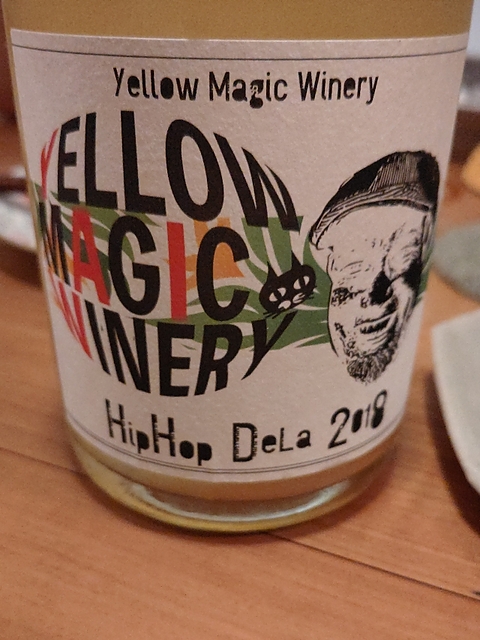 Yellow Magic Winery
YELLOW
MAGIC
WINERY
HipHop DeLa 2018